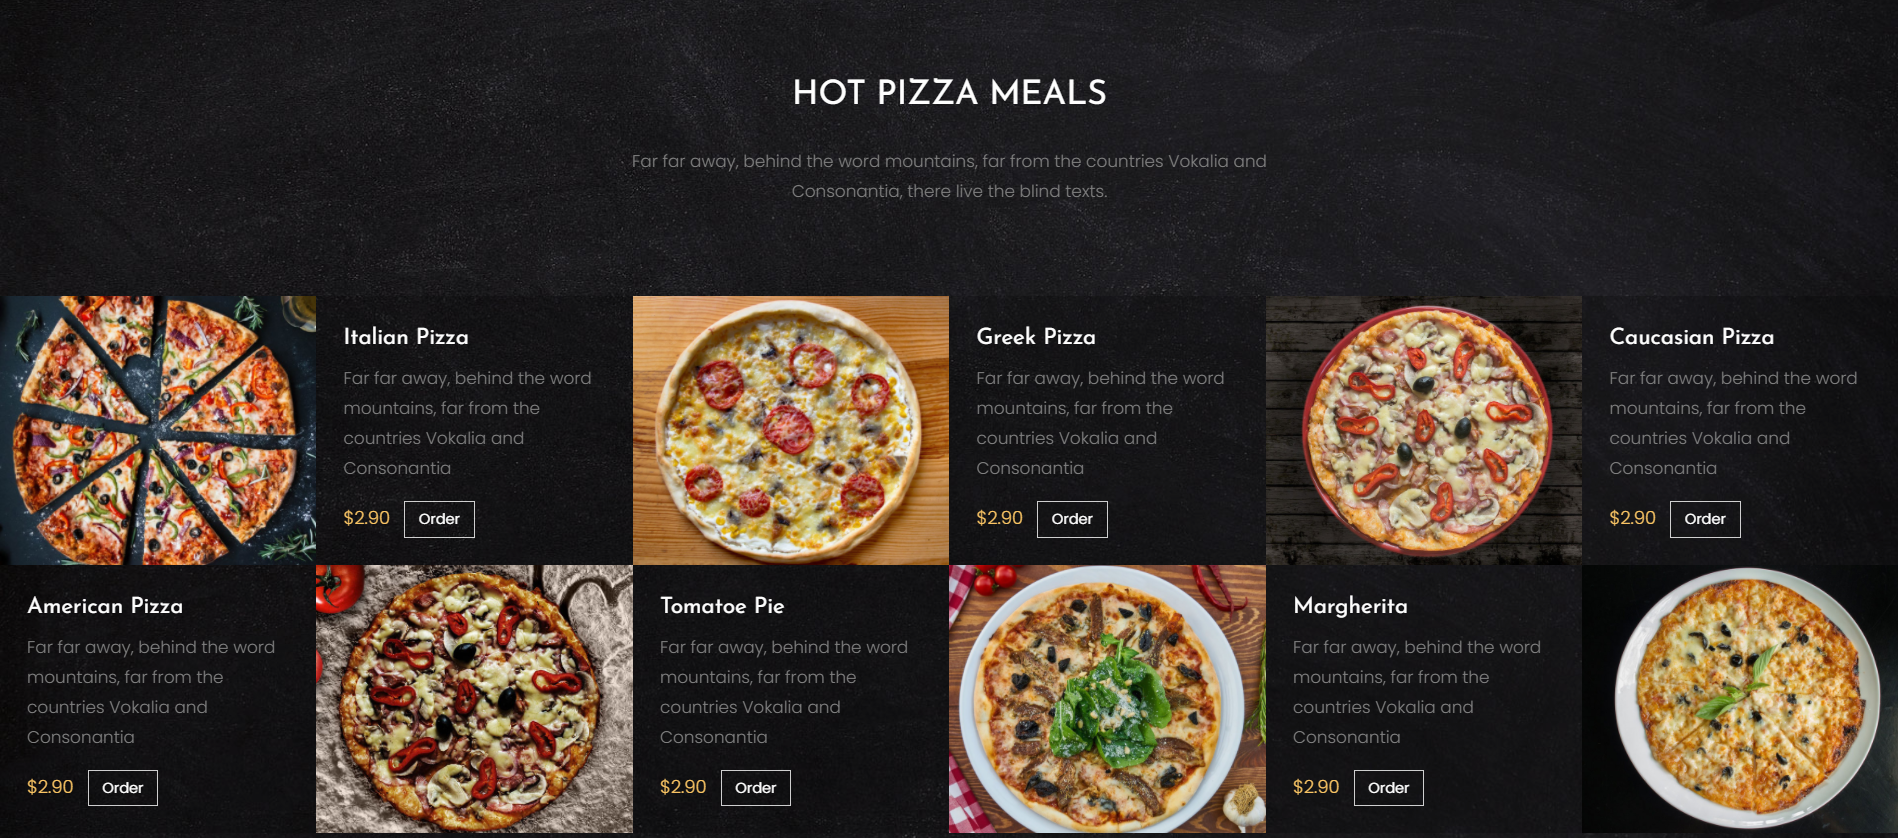 HOT PIZZA MEALS
Far far away, behind the word mountains, far from the countries Vokalia and
Consonantia, there live the blind texts.
Italian Pizza
Far far away, behind the word
mountains, far from the
countries Vokalia and
Consonantia
$2.90 Order
Greek Pizza
Far far away, behind the word
mountains, far from the
countries Vokalia and
Consonantia
$2.90 Order
Caucasian Pizza
Far far away, behind the word
mountains, far from the
countries Vokalia and
Consonantia
$2.90 Order
American Pizza
Far far away, behind the word
mountains, far from the
countries Vokalia and
Consonantia
$2.90 Order
Tomatoe Pie
Far far away, behind the word
mountains, far from the
countries Vokalia and
Consonantia
$2.90 Order
Margherita
Far far away, behind the word
mountains, far from the
countries Vokalia and
Consonantia
$2.90 Order